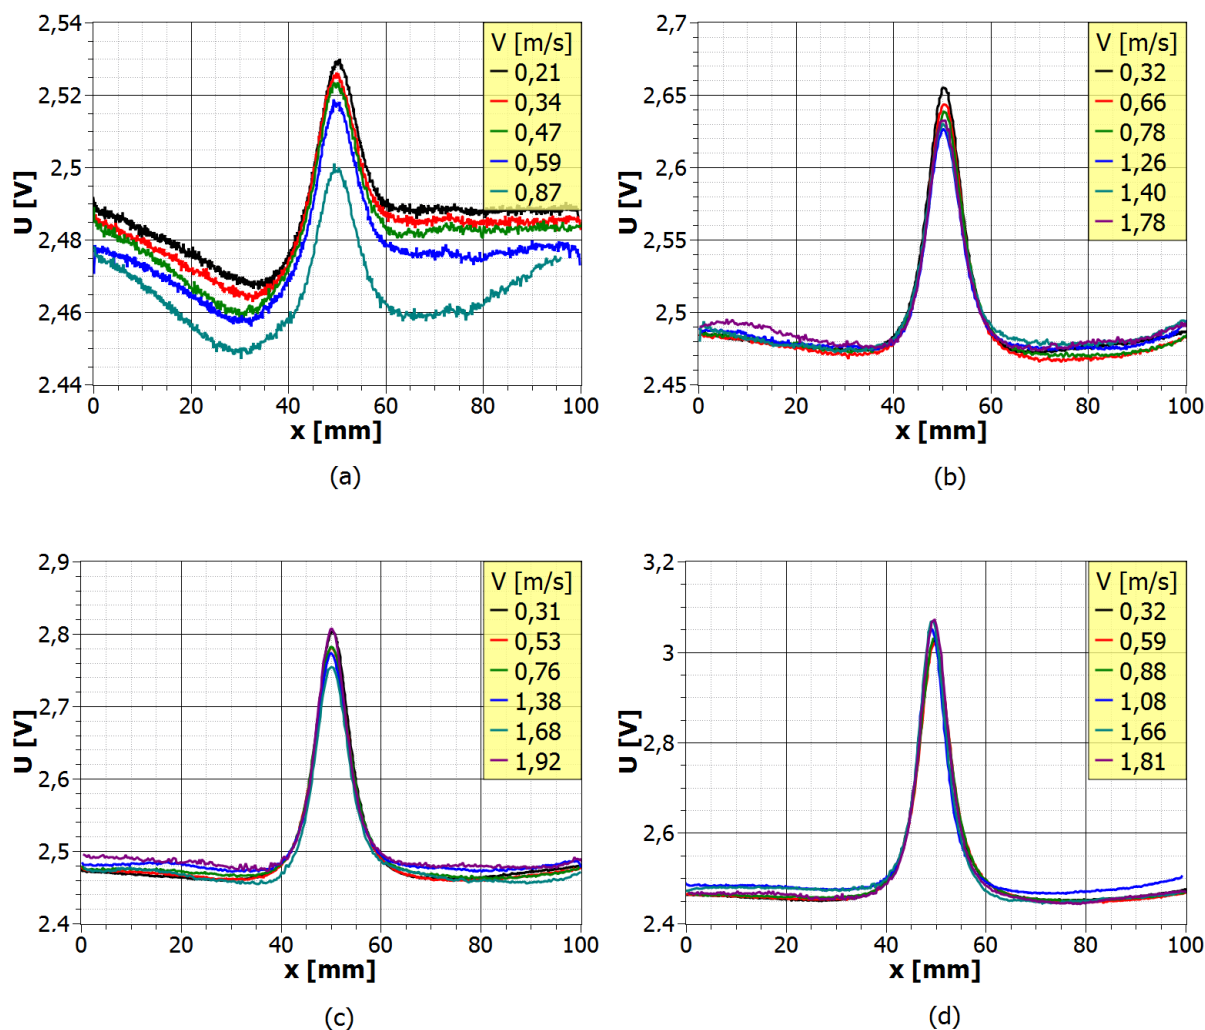 2,54
2,52
2,5
2,48
2,46
2,44
U [V]
0 20 40 60 80 100
x [mm]
V [m/s]
0,21
0,34
0,47
0,59
0,87
(a)
2,7
2,65
2,6
2,55
2,5
2,45
U [V]
0 20 40 60 80 100
x [mm]
V [m/s]
0,32
0,66
0,78
1,26
1,40
1,78
(b)
2,9
2,8
2,7
2,6
2,5
2,4
U [V]
0 20 40 60 80 100
x [mm]
V [m/s]
0,31
0,53
0,76
1,38
1,68
1,92
(c)
3,2
3
2,8
2,6
2,4
U [V]
0 20 40 60 80 100
x [mm]
V [m/s]
0,32
0,59
0,88
1,08
1,66
1,81
(d)